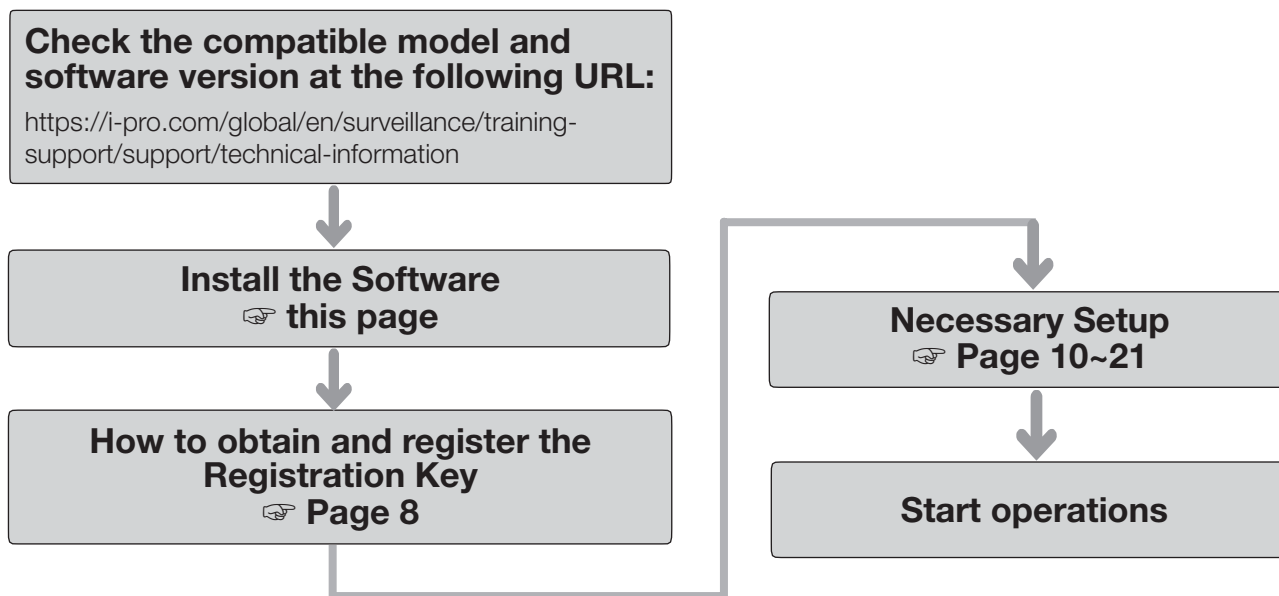 Check the compatible model and
software version at the following URL:
https://i-pro.com/global/en/surveillance/training-
support/support/technical-information
Install the Software
☞ this page
How to obtain and register the
Registration Key
☞ Page 8
Necessary Setup
☞ Page 10~21
Start operations